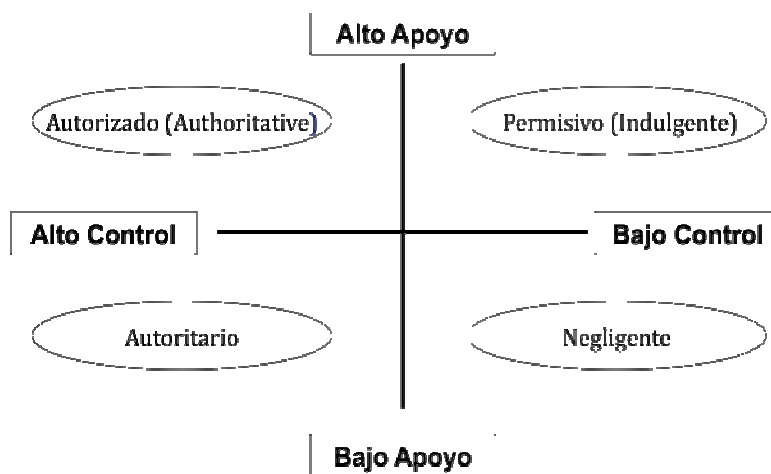 Alto Apoyo
Autorizado (Authoritative)
Permisivo (Indulgente)
Alto Control
Bajo Control
Autoritario
Negligente
Bajo Apoyo